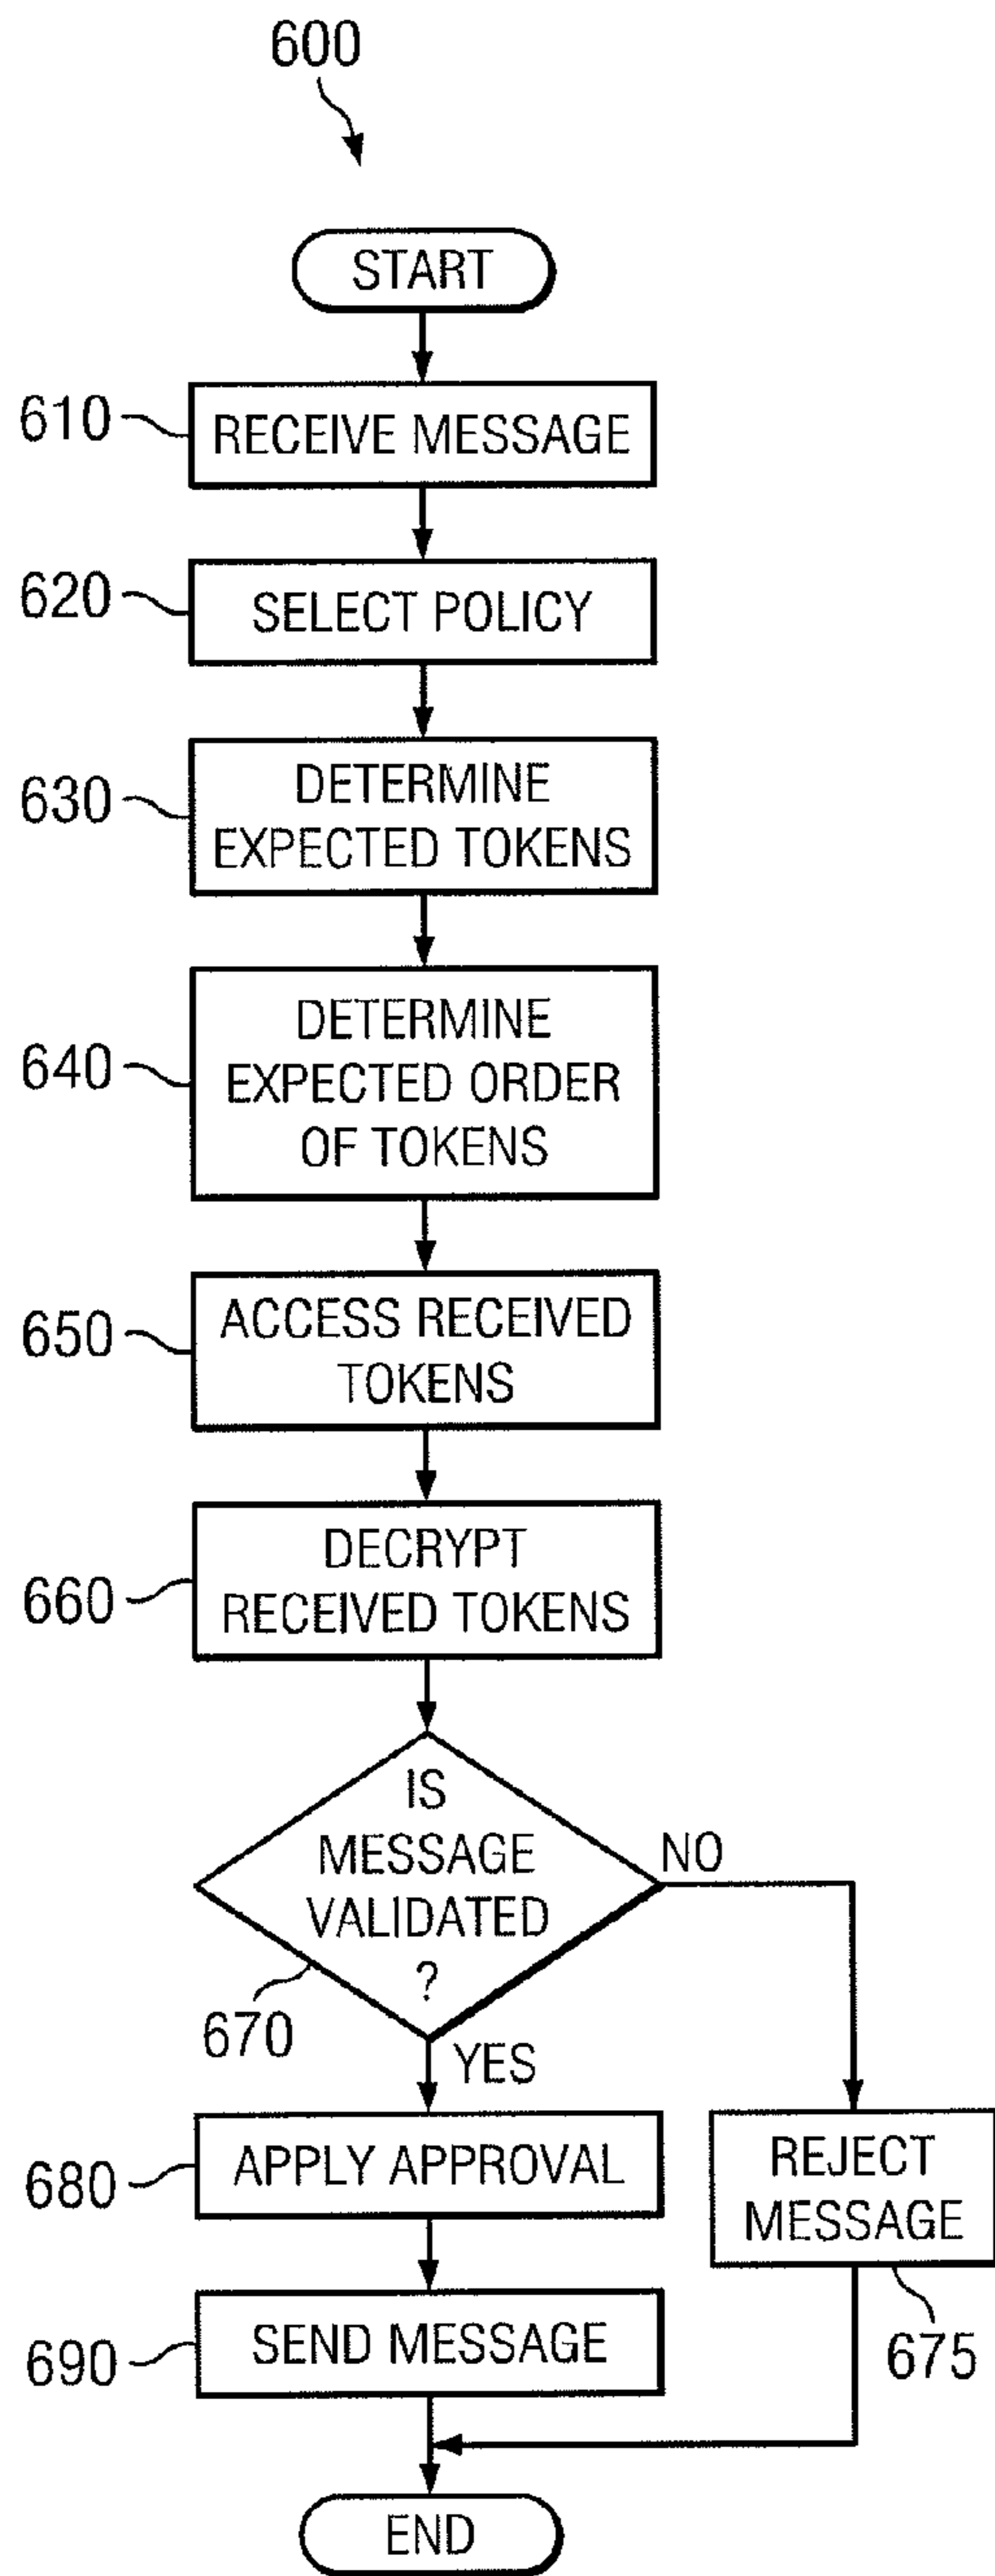 600
START
610
RECEIVE MESSAGE
620
SELECT POLICY
630
DETERMINE
EXPECTED TOKENS
640
DETERMINE
EXPECTED ORDER
OF TOKENS
650
ACCESS RECEIVED
TOKENS
660
DECRYPT
RECEIVED TOKENS
IS
MESSAGE
VALIDATED
?
NO
670
YES
680
APPLY APPROVAL
REJECT
MESSAGE
675
690
SEND MESSAGE
END